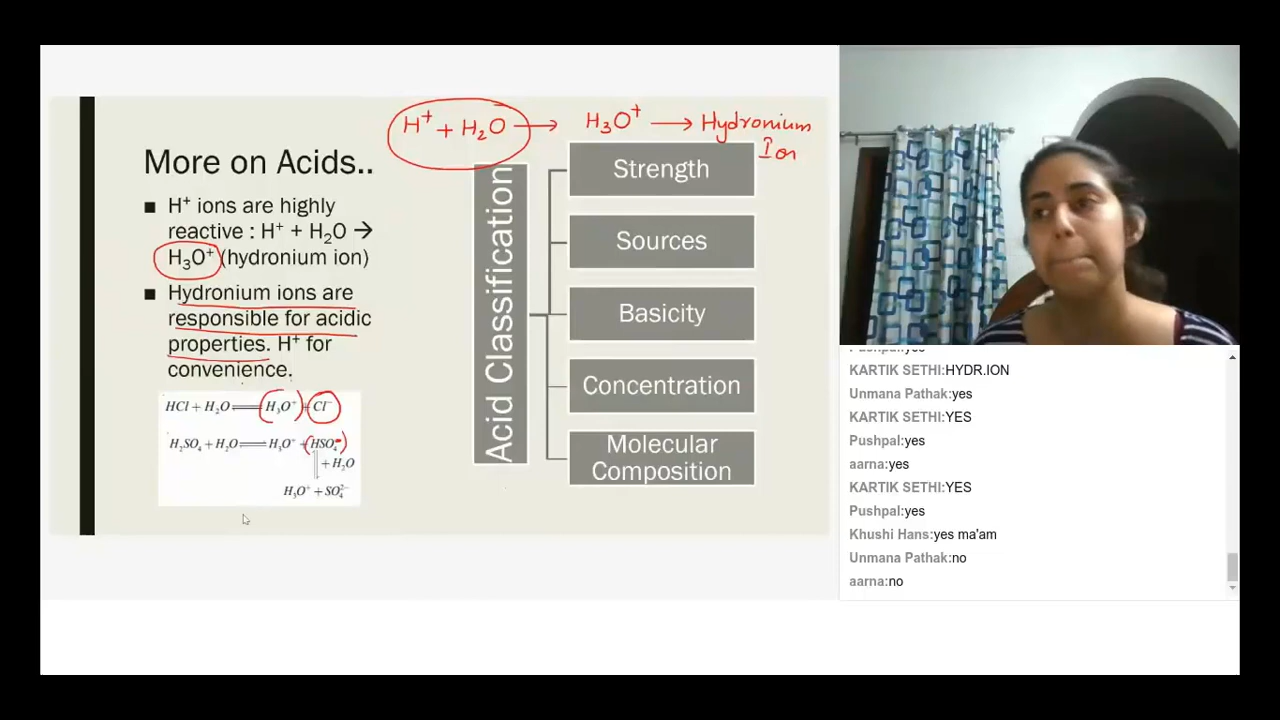 H⁺ + H₂O → H₃O⁺ → Hydronium
Ion
More on Acids..
■ H⁺ ions are highly
reactive : H⁺ + H₂O →
H₃O⁺ (hydronium ion)
■ Hydronium ions are
responsible for acidic
properties. H⁺ for
convenience.
HCl + H₂O ⇌ H₃O⁺ + Cl⁻
H₂SO₄ + H₂O ⇌ H₃O⁺ + HSO₄⁻
+ H₂O
H₃O⁺ + SO₄²⁻
Acid Classification
Strength
Sources
Basicity
Concentration
Molecular
Composition
KARTIK SETHI:HYDR.ION
Unmana Pathak:yes
KARTIK SETHI:YES
Pushpal:yes
aarna:yes
KARTIK SETHI:YES
Pushpal:yes
Khushi Hans:yes ma'am
Unmana Pathak:no
aarna:no